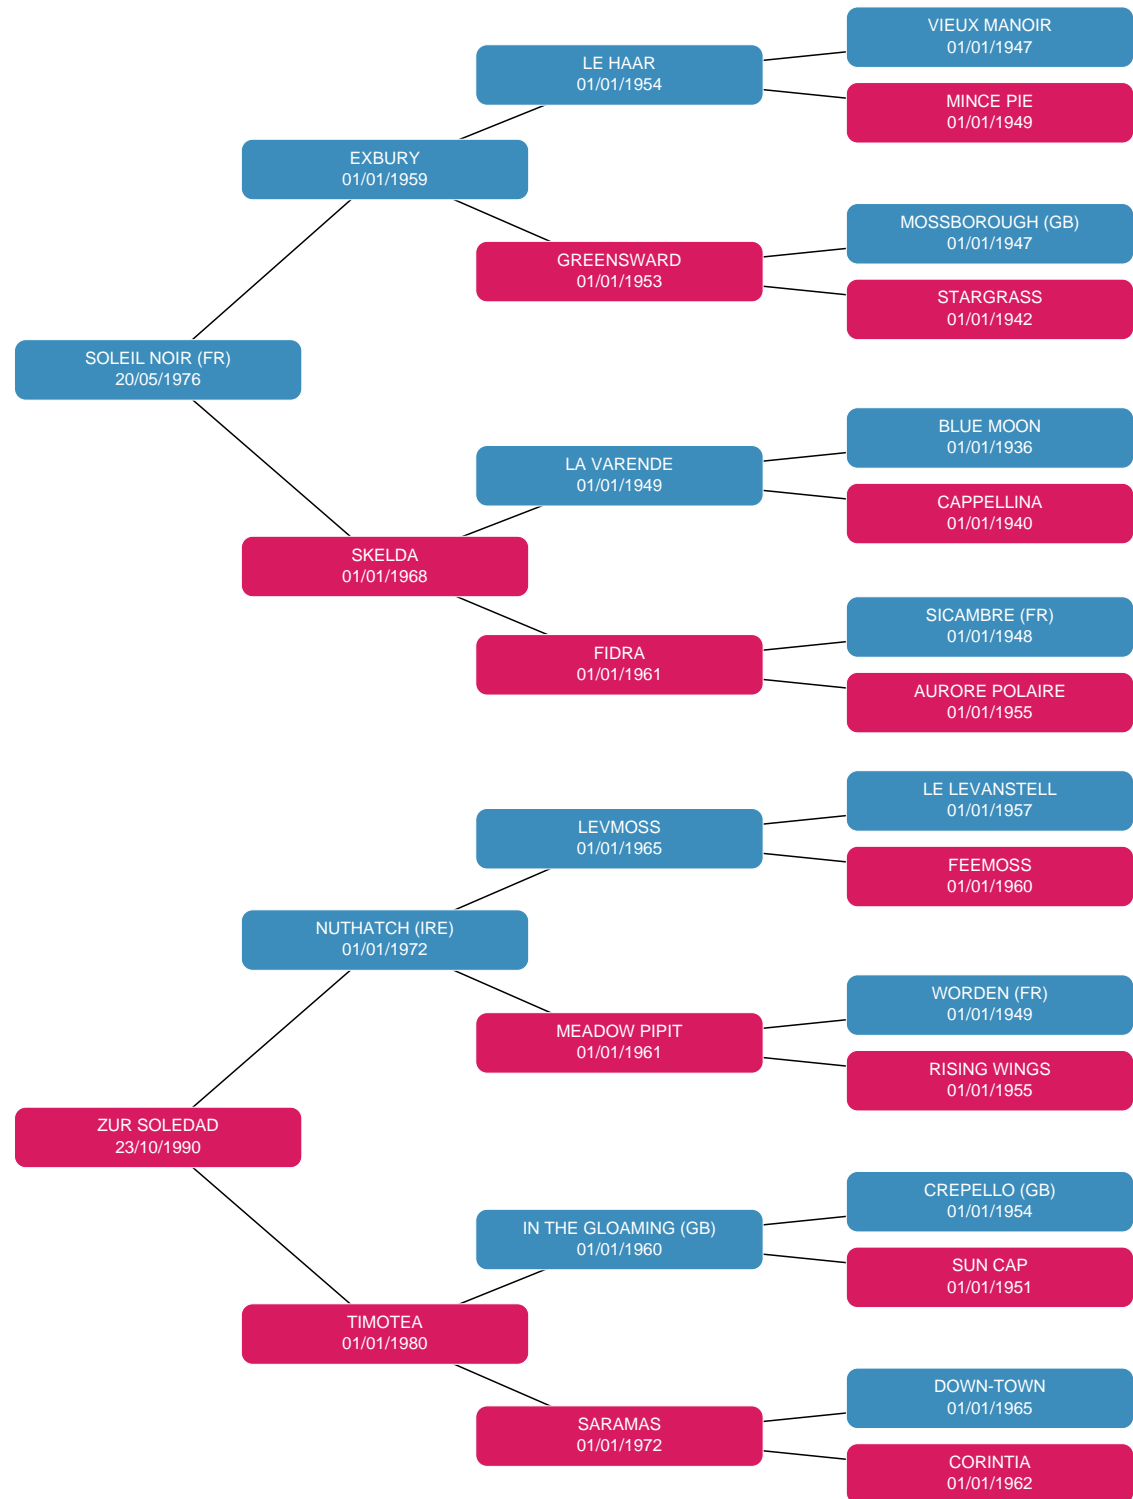 VIEUX MANOIR
01/01/1947
LE HAAR
01/01/1954
MINCE PIE
01/01/1949
EXBURY
01/01/1959
MOSSBOROUGH (GB)
01/01/1947
GREENSWARD
01/01/1953
STARGRASS
01/01/1942
SOLEIL NOIR (FR)
20/05/1976
BLUE MOON
01/01/1936
LA VARENDE
01/01/1949
CAPPELLINA
01/01/1940
SKELDA
01/01/1968
SICAMBRE (FR)
01/01/1948
FIDRA
01/01/1961
AURORE POLAIRE
01/01/1955
LE LEVANSTELL
01/01/1957
LEVMOSS
01/01/1965
FEEMOSS
01/01/1960
NUTHATCH (IRE)
01/01/1972
WORDEN (FR)
01/01/1949
MEADOW PIPIT
01/01/1961
RISING WINGS
01/01/1955
ZUR SOLEDAD
23/10/1990
CREPELLO (GB)
01/01/1954
IN THE GLOAMING (GB)
01/01/1960
SUN CAP
01/01/1951
TIMOTEA
01/01/1980
DOWN-TOWN
01/01/1965
SARAMAS
01/01/1972
CORINTIA
01/01/1962